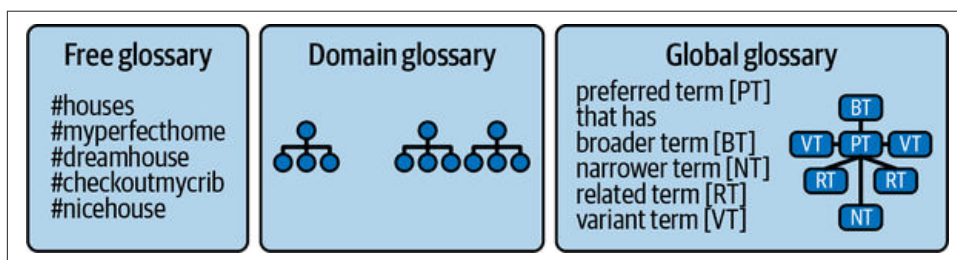 Free glossary
#houses
#myperfecthome
#dreamhouse
#checkoutmycrib
#nicehouse
Domain glossary
Global glossary
preferred term [PT]
that has
broader term [BT]
narrower term [NT]
related term [RT]
variant term [VT]
BT
VT PT VT
RT RT
NT